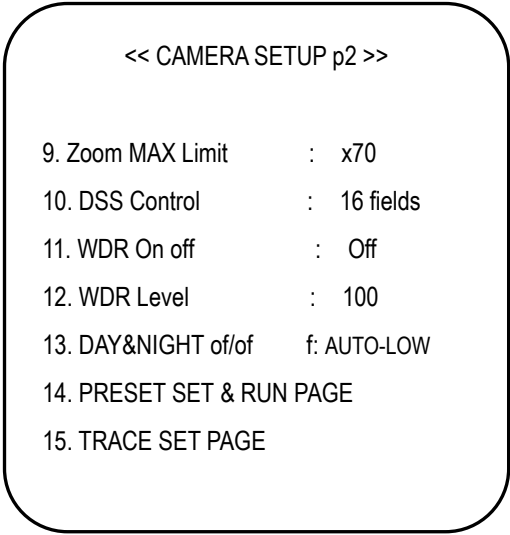 << CAMERA SETUP p2 >>
9. Zoom MAX Limit : x70
10. DSS Control : 16 fields
11. WDR On off : Off
12. WDR Level : 100
13. DAY&NIGHT of/of f: AUTO-LOW
14. PRESET SET & RUN PAGE
15. TRACE SET PAGE